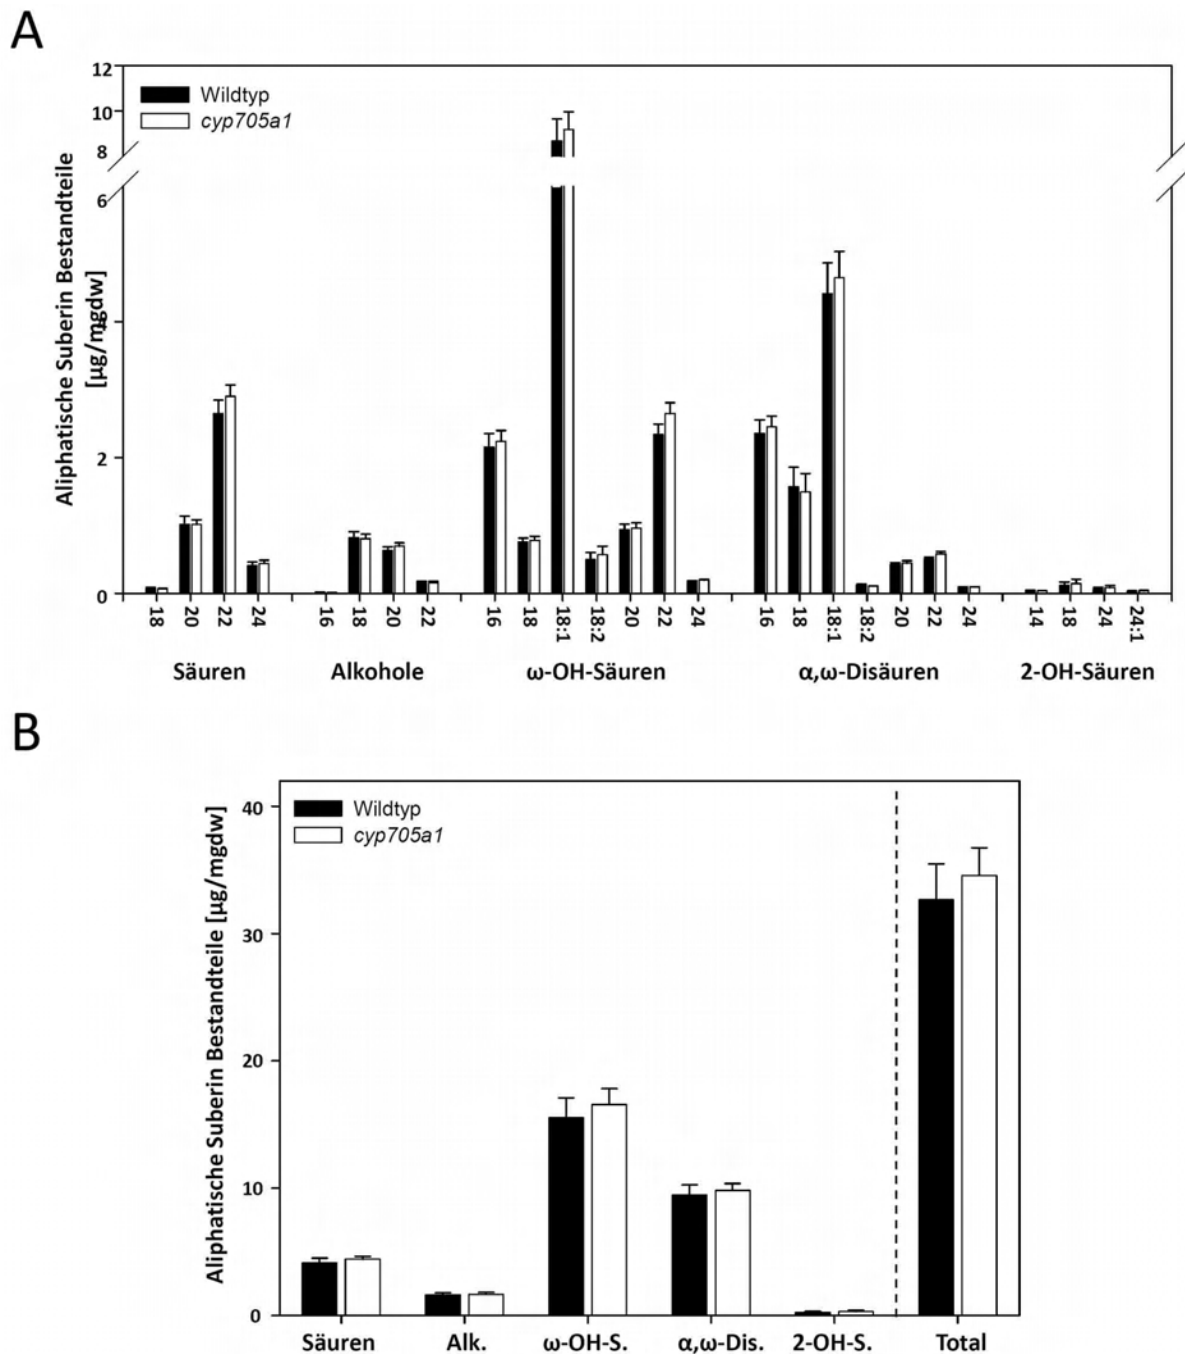 A
12
10
8
6
4
2
0
Wildtyp
cyp705a1
Aliphatische Suberin Bestandteile
[µg/mgdw]
18 20 22 24 16 18 20 22 16 18 18:1 18:2 20 22 24 16 18 18:1 18:2 20 22 24 14 18 24 24:1
Säuren Alkohole ω-OH-Säuren α,ω-Disäuren 2-OH-Säuren
B
40
30
20
10
0
Wildtyp
cyp705a1
Aliphatische Suberin Bestandteile [µg/mgdw]
Säuren Alk. ω-OH-S. α,ω-Dis. 2-OH-S. Total